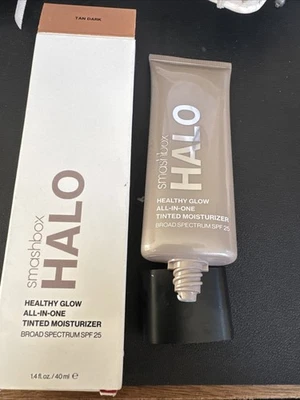 TAN DARK
smashbox
HALO
HEALTHY GLOW
ALL-IN-ONE
TINTED MOISTURIZER
BROAD SPECTRUM SPF 25
1.4 fl. oz. / 40 ml e
smashbox
HALO
HEALTHY GLOW
ALL-IN-ONE
TINTED MOISTURIZER
BROAD SPECTRUM SPF 25